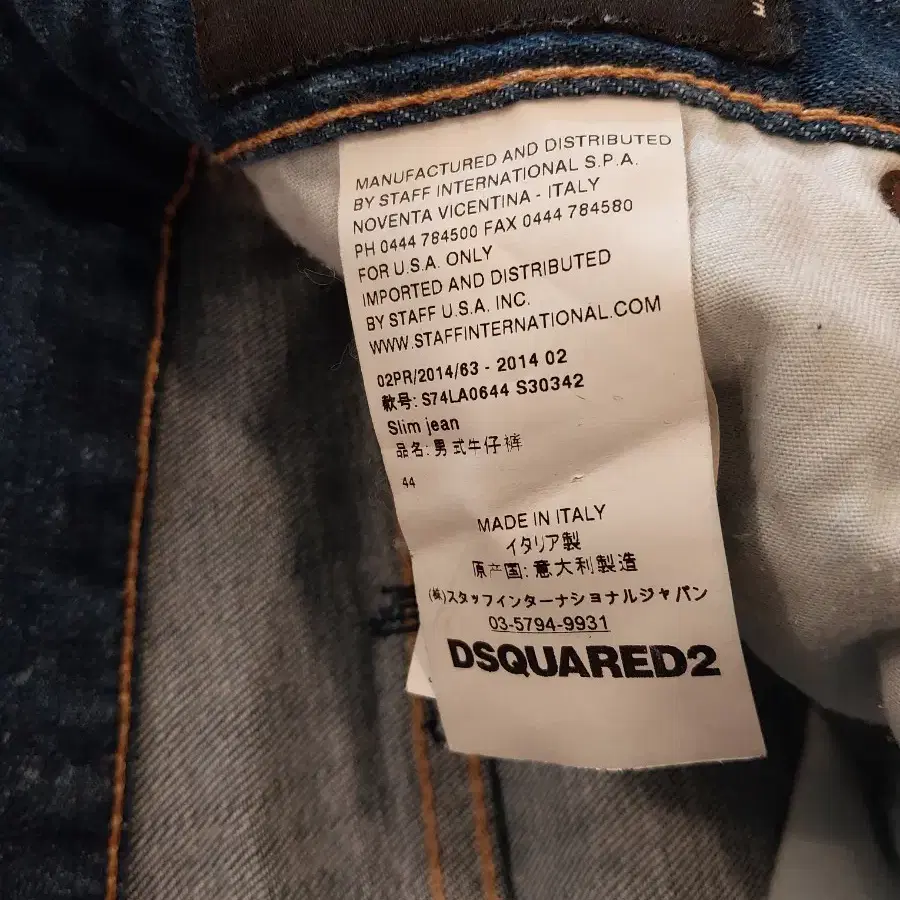 MANUFACTURED AND DISTRIBUTED
BY STAFF INTERNATIONAL S.P.A.
NOVENTA VICENTINA - ITALY
PH 0444 784500 FAX 0444 784580
FOR U.S.A. ONLY
IMPORTED AND DISTRIBUTED
BY STAFF U.S.A. INC.
WWW.STAFFINTERNATIONAL.COM
02PR/2014/63 - 2014 02
款号: S74LA0644 S30342
Slim jean
品名: 男式牛仔裤
44
MADE IN ITALY
イタリア製
原产国: 意大利製造
(株)スタッフインターナショナルジャパン
03-5794-9931
DSQUARED2